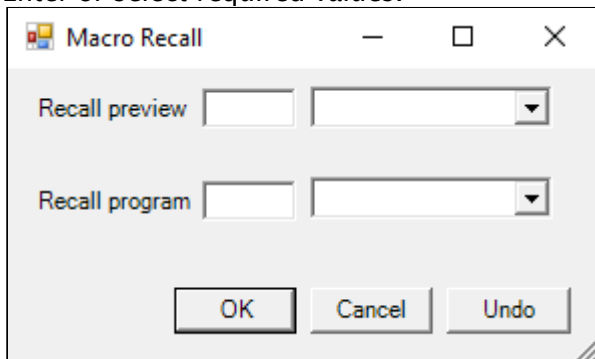 Enter or select required values.
Macro Recall
Recall preview
Recall program
OK Cancel Undo